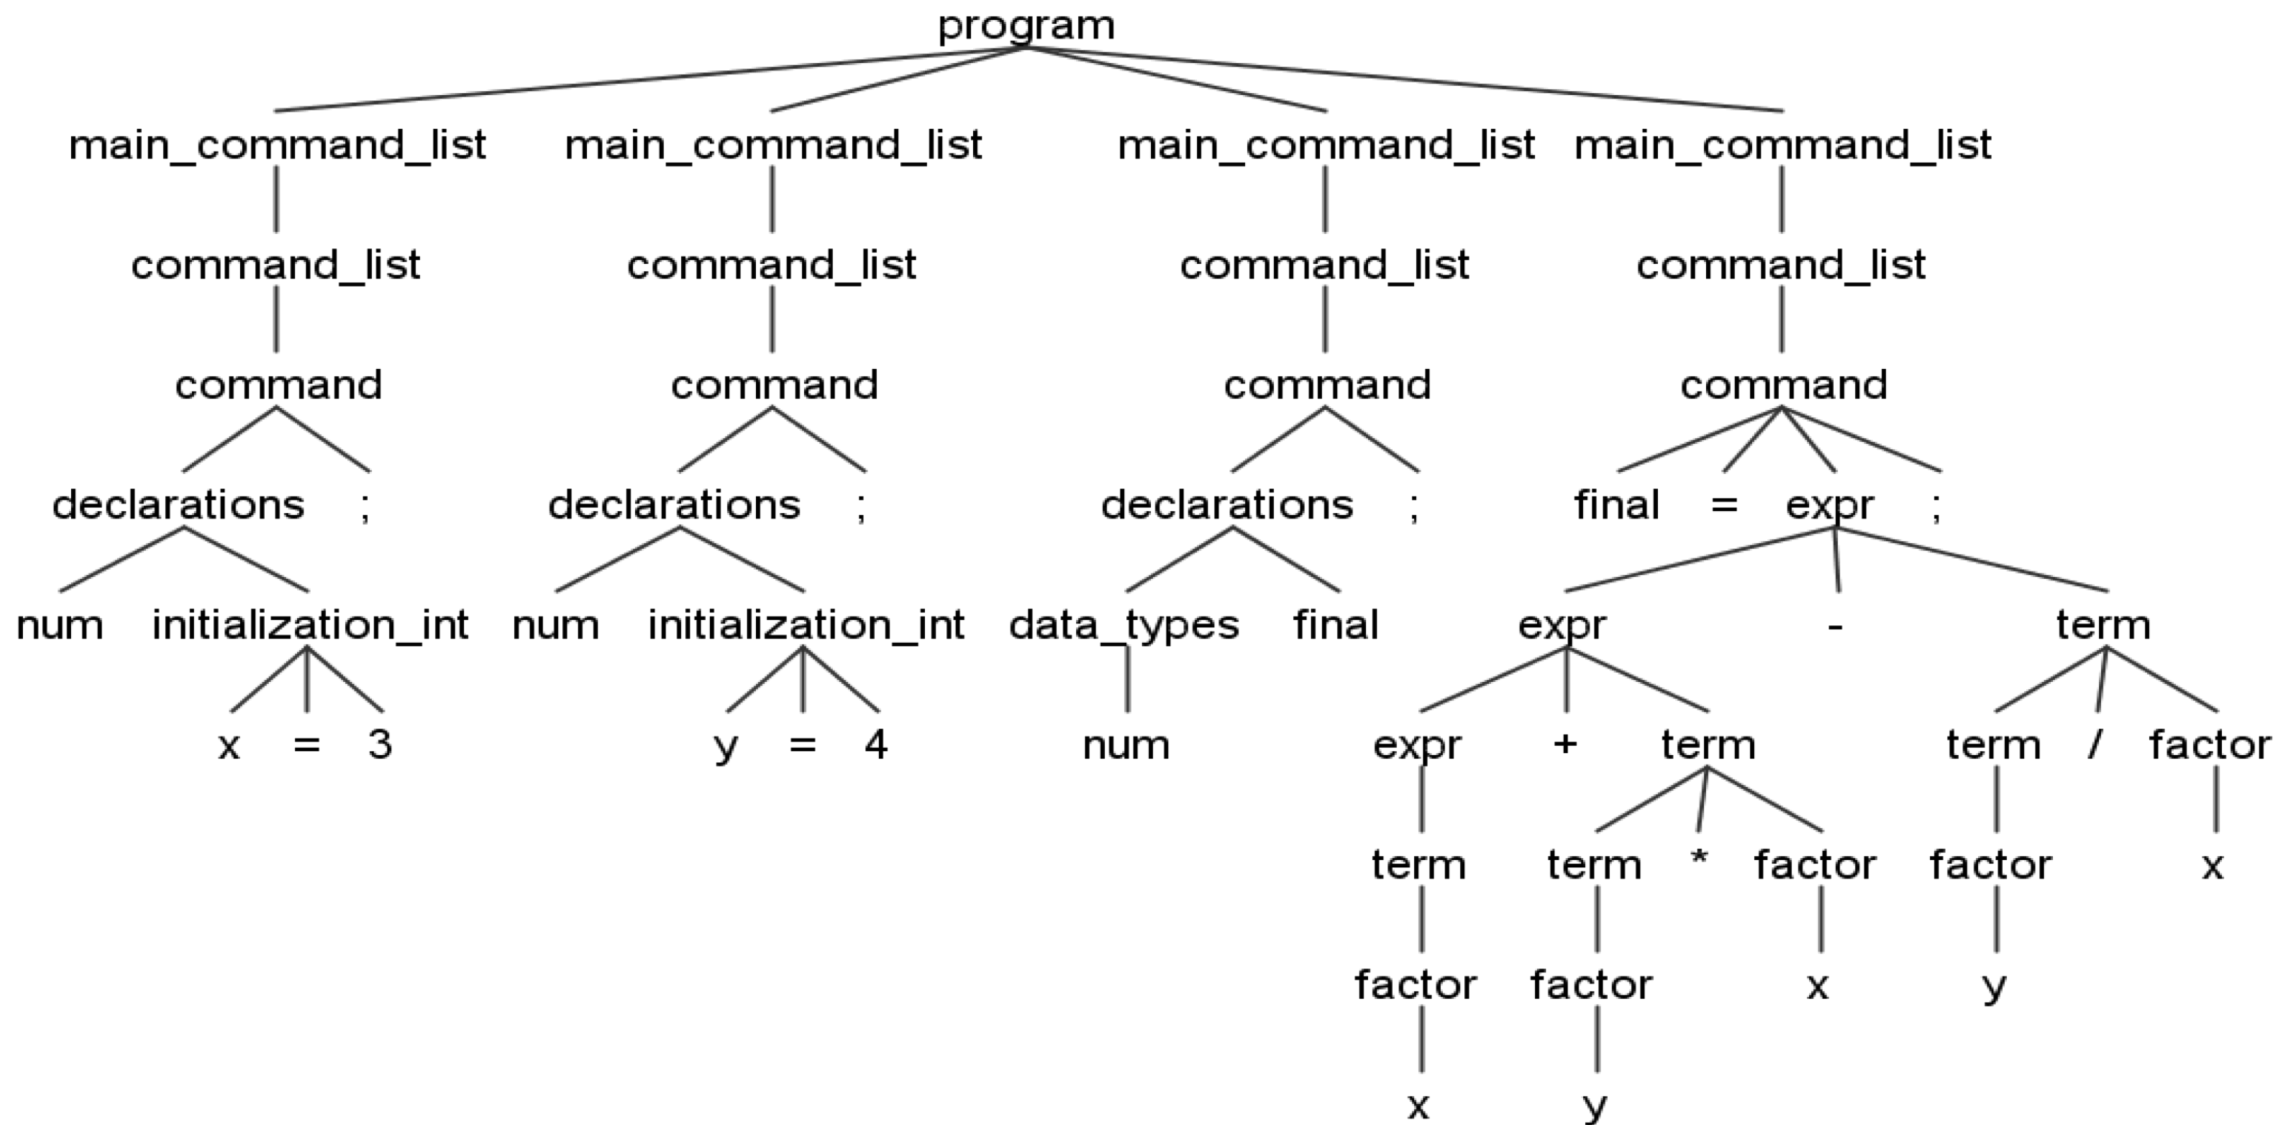 program
main_command_list main_command_list main_command_list main_command_list
command_list command_list command_list command_list
command command command command
declarations ; declarations ; declarations ; final = expr ;
num initialization_int num initialization_int data_types final expr - term
x = 3 y = 4 num expr + term term / factor
term term * factor factor x
factor factor x y
x y